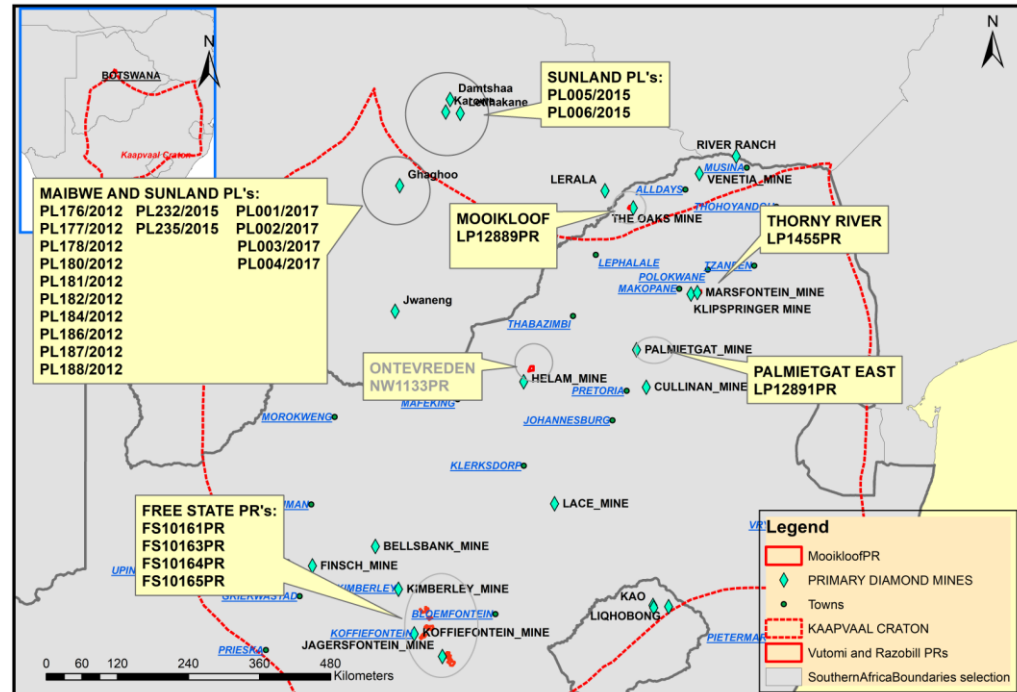 N
BOTSWANA
Kaapvaal Craton
N
SUNLAND PL's:
PL005/2015
PL006/2015
Damtshaa
Karowe
Letlhakane
Ghaghoo
MAIBWE AND SUNLAND PL's:
PL176/2012 PL232/2015 PL001/2017
PL177/2012 PL235/2015 PL002/2017
PL178/2012 PL003/2017
PL180/2012 PL004/2017
PL181/2012
PL182/2012
PL184/2012
PL186/2012
PL187/2012
PL188/2012
RIVER RANCH
MUSINA
VENETIA_MINE
LERALA
ALLDAYS
THE OAKS MINE
THOHOYANDOU
MOOIKLOOF
LP12889PR
THORNY RIVER
LP1455PR
LEPHALALE
TZANEEN
POLOKWANE
MAKOPANE
MARSFONTEIN_MINE
KLIPSPRINGER MINE
Jwaneng
THABAZIMBI
PALMIETGAT_MINE
ONTEVREDEN
NW1133PR
HELAM_MINE
PALMIETGAT EAST
LP12891PR
CULLINAN_MINE
PRETORIA
MAFEKING
MOROKWENG
JOHANNESBURG
KLERKSDORP
UMAN
LACE_MINE
FREE STATE PR's:
FS10161PR
FS10163PR
FS10164PR
FS10165PR
BELLSBANK_MINE
FINSCH_MINE
UPIN
KIMBERLEY
KIMBERLEY_MINE
GRIEKWASTAD
BLOEMFONTEIN
KOFFIEFONTEIN
KOFFIEFONTEIN_MINE
JAGERSFONTEIN_MINE
PRIESKA
KAO
LIQHOBONG
PIETERMAR
VRY
0 60 120 240 360 480
Kilometers
Legend
MooikloofPR
PRIMARY DIAMOND MINES
Towns
KAAPVAAL CRATON
Vutomi and Razobill PRs
SouthernAfricaBoundaries selection